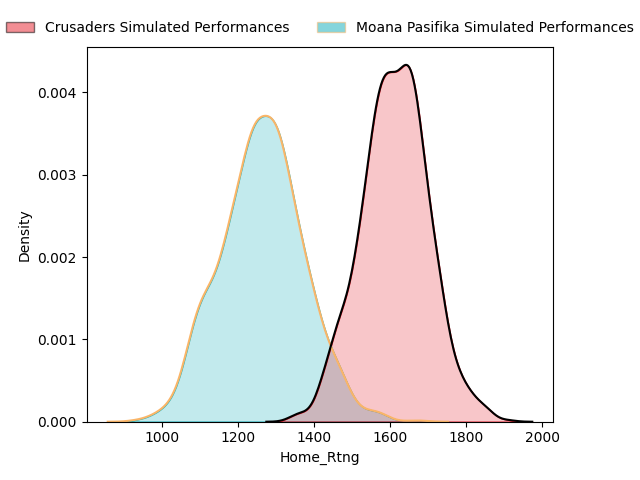 Crusaders Simulated Performances Moana Pasifika Simulated Performances
0.004
0.003
0.002
0.001
0.000
Density
1000 1200 1400 1600 1800 2000
Home_Rtng